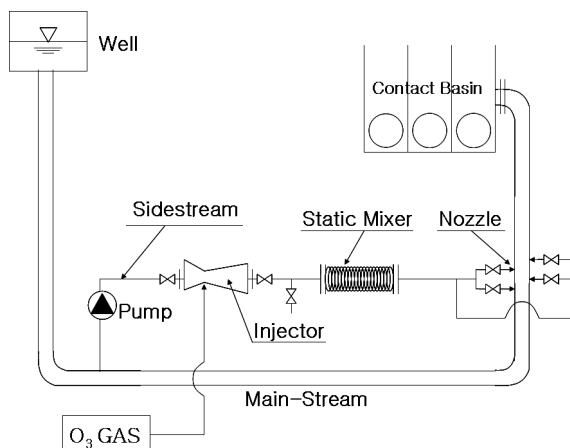 Well
Contact Basin
Sidestream
Static Mixer
Nozzle
Pump
Injector
Main-Stream
O₃ GAS